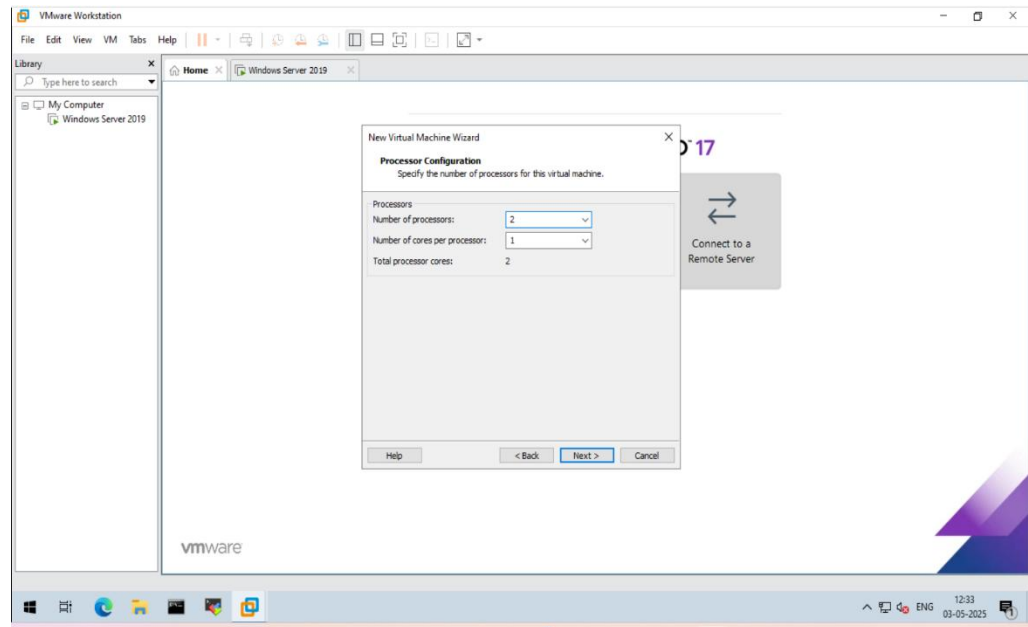 VMware Workstation
File Edit View VM Tabs Help
Library
Type here to search
My Computer
Windows Server 2019
Home
Windows Server 2019
17
New Virtual Machine Wizard
Processor Configuration
Specify the number of processors for this virtual machine.
Processors
Number of processors: 2
Number of cores per processor: 1
Total processor cores: 2
Help < Back Next > Cancel
Connect to a
Remote Server
vmware
ENG
12:33
03-05-2025